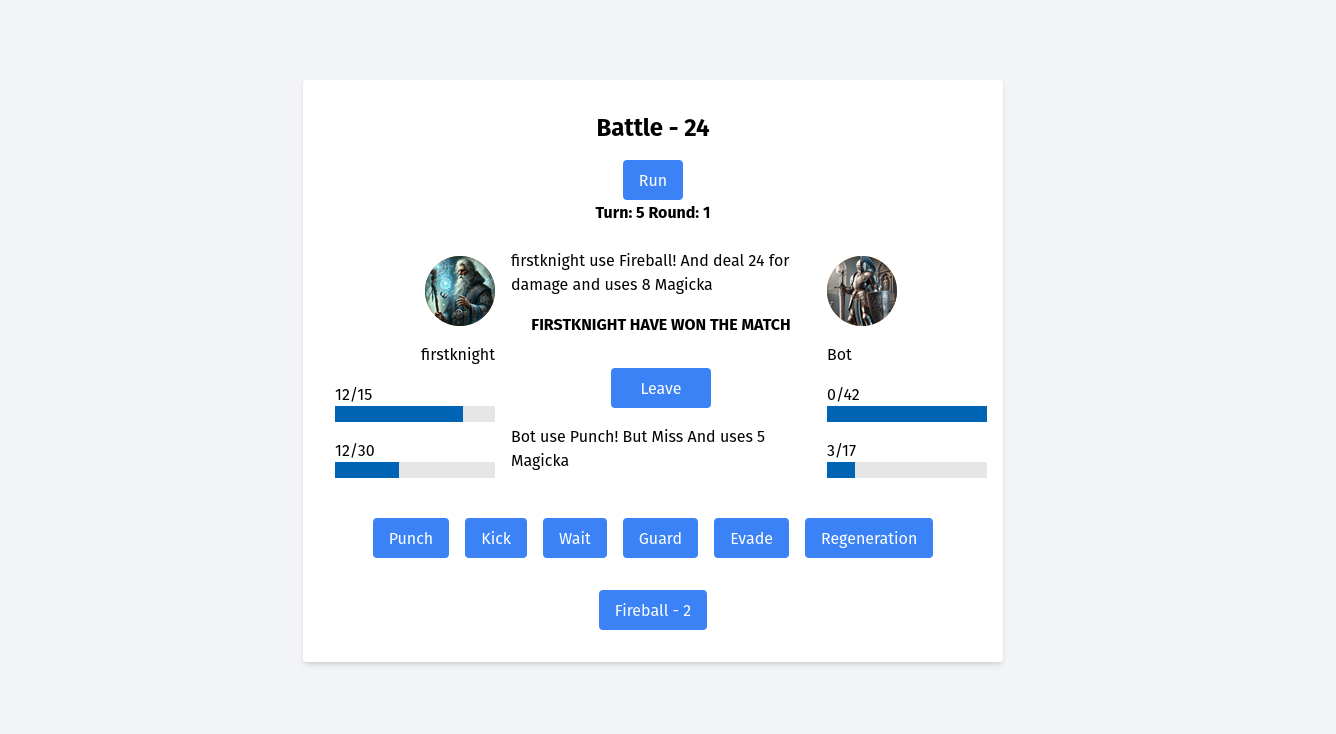 Battle - 24
Run
Turn: 5 Round: 1
firstknight use Fireball! And deal 24 for
damage and uses 8 Magicka
FIRSTKNIGHT HAVE WON THE MATCH
firstknight
Bot
Leave
12/15
0/42
Bot use Punch! But Miss And uses 5
Magicka
12/30
3/17
Punch
Kick
Wait
Guard
Evade
Regeneration
Fireball - 2